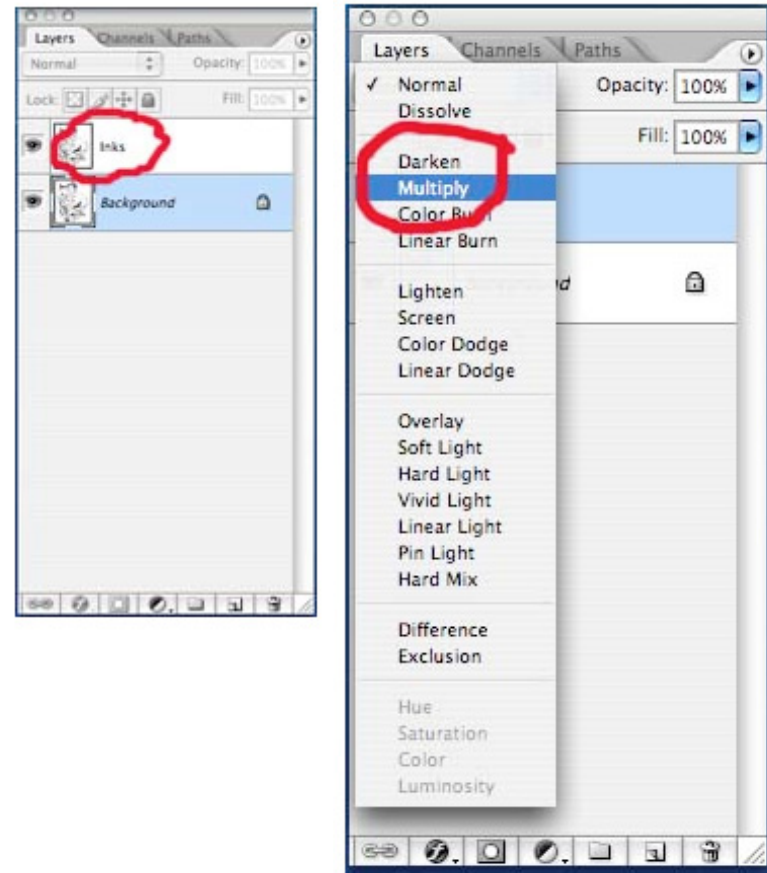 Layers Channels Paths
Normal Opacity: 100%
Lock: Fill: 100%
Inks
Background
Layers Channels Paths
Normal Opacity: 100%
Dissolve
Fill: 100%
Darken
Multiply
Color Burn
Linear Burn
Lighten
Screen
Color Dodge
Linear Dodge
Overlay
Soft Light
Hard Light
Vivid Light
Linear Light
Pin Light
Hard Mix
Difference
Exclusion
Hue
Saturation
Color
Luminosity